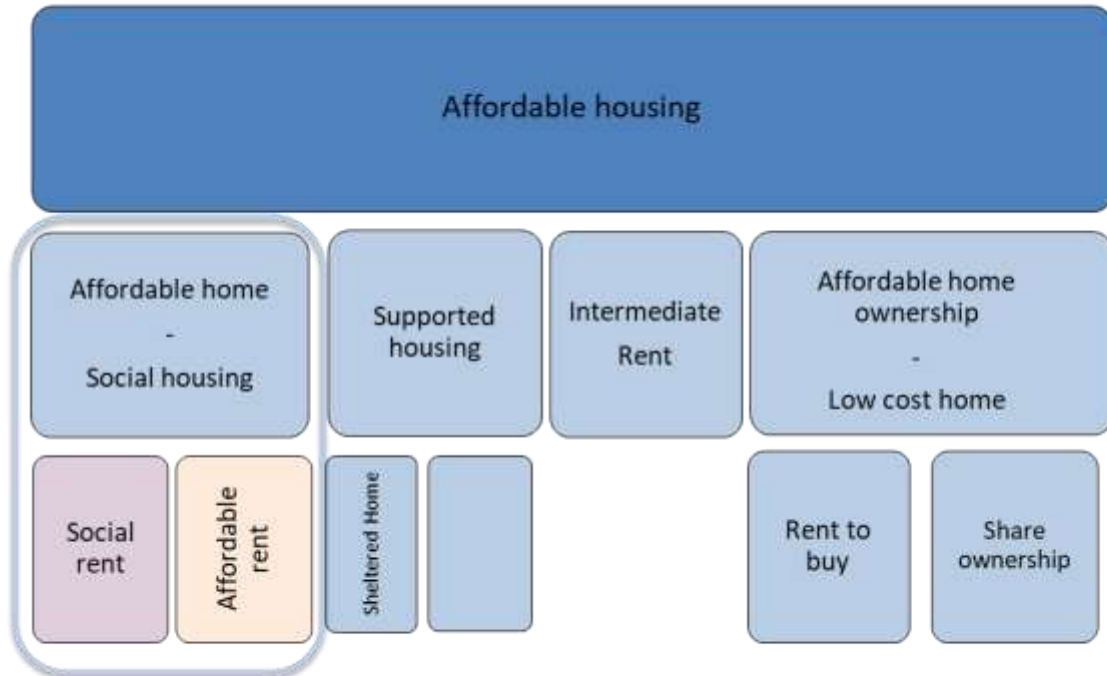 Affordable housing
Affordable home
-
Social housing
Supported
housing
Intermediate
Rent
Affordable home
ownership
-
Low cost home
Social
rent
Affordable
rent
Sheltered Home
Rent to
buy
Share
ownership